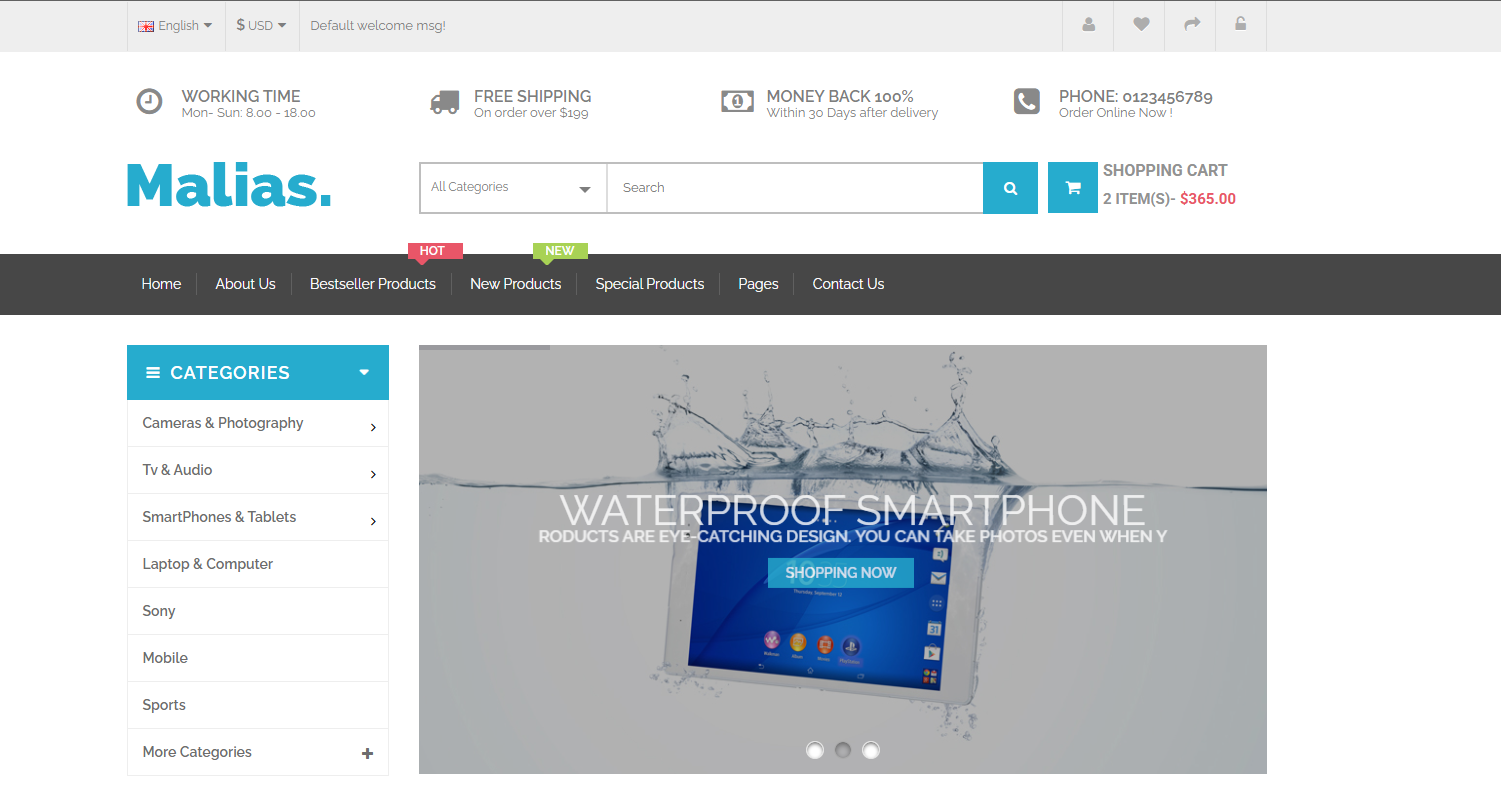 English
$ USD
Default welcome msg!
WORKING TIME
Mon- Sun: 8.00 - 18.00
FREE SHIPPING
On order over $199
MONEY BACK 100%
Within 30 Days after delivery
PHONE: 0123456789
Order Online Now !
Malias.
All Categories
Search
SHOPPING CART
2 ITEM(S)- $365.00
HOT
NEW
Home
About Us
Bestseller Products
New Products
Special Products
Pages
Contact Us
CATEGORIES
Cameras & Photography
Tv & Audio
SmartPhones & Tablets
Laptop & Computer
Sony
Mobile
Sports
More Categories
WATERPROOF SMARTPHONE
RODUCTS ARE EYE-CATCHING DESIGN. YOU CAN TAKE PHOTOS EVEN WHEN Y
SHOPPING NOW
31